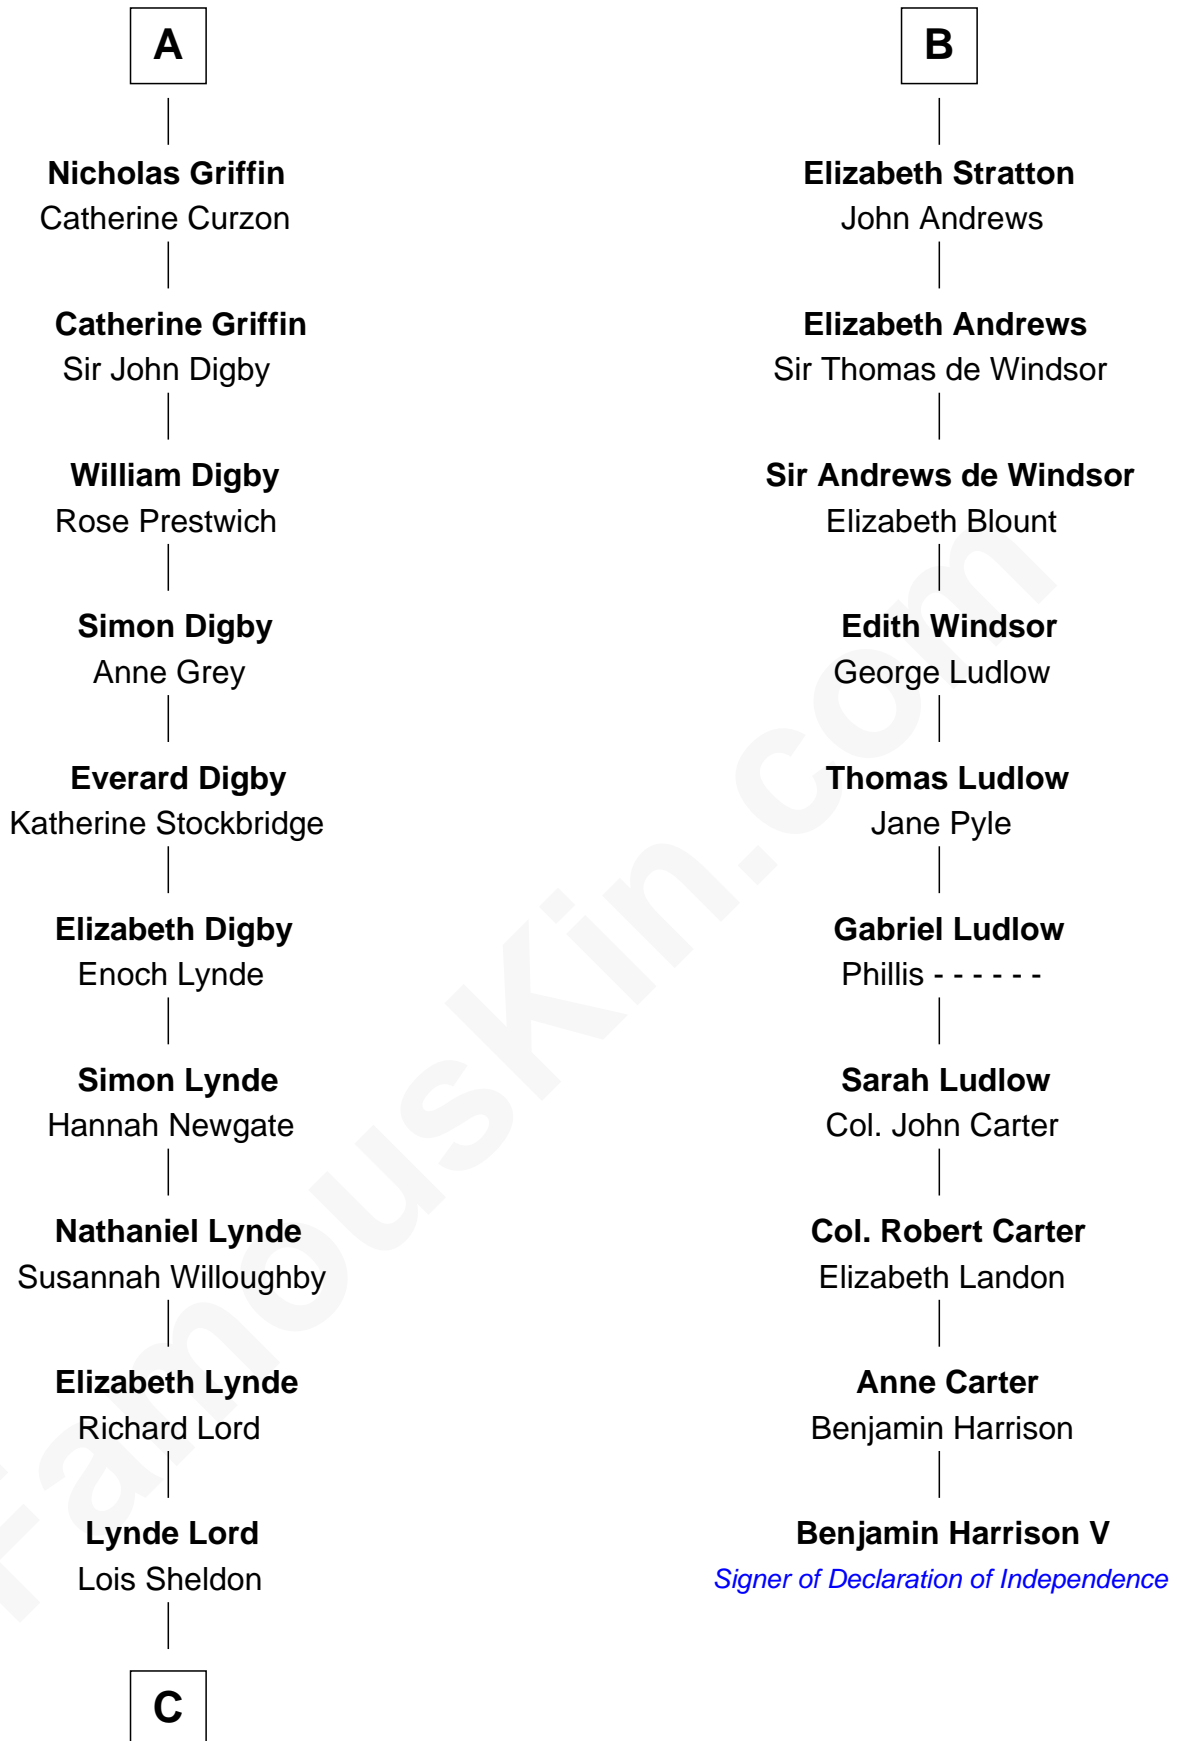 A
Nicholas Griffin
Catherine Curzon
Catherine Griffin
Sir John Digby
William Digby
Rose Prestwich
Simon Digby
Anne Grey
Everard Digby
Katherine Stockbridge
Elizabeth Digby
Enoch Lynde
Simon Lynde
Hannah Newgate
Nathaniel Lynde
Susannah Willoughby
Elizabeth Lynde
Richard Lord
Lynde Lord
Lois Sheldon
C
B
Elizabeth Stratton
John Andrews
Elizabeth Andrews
Sir Thomas de Windsor
Sir Andrews de Windsor
Elizabeth Blount
Edith Windsor
George Ludlow
Thomas Ludlow
Jane Pyle
Gabriel Ludlow
Phillis - - - - - -
Sarah Ludlow
Col. John Carter
Col. Robert Carter
Elizabeth Landon
Anne Carter
Benjamin Harrison
Benjamin Harrison V
Signer of Declaration of Independence
FamousKin.com